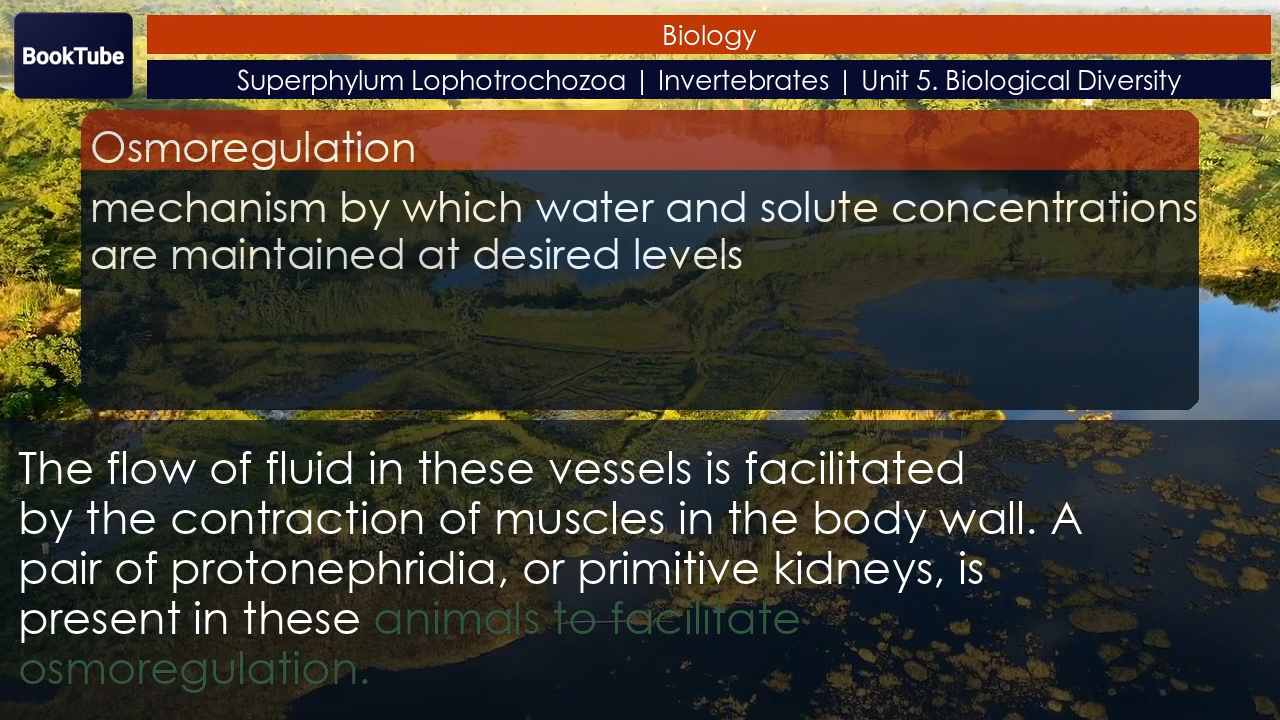 BookTube
Biology
Superphylum Lophotrochozoa | Invertebrates | Unit 5. Biological Diversity
Osmoregulation
mechanism by which water and solute concentrations
are maintained at desired levels
The flow of fluid in these vessels is facilitated
by the contraction of muscles in the body wall. A
pair of protonephridia, or primitive kidneys, is
present in these animals to facilitate
osmoregulation.